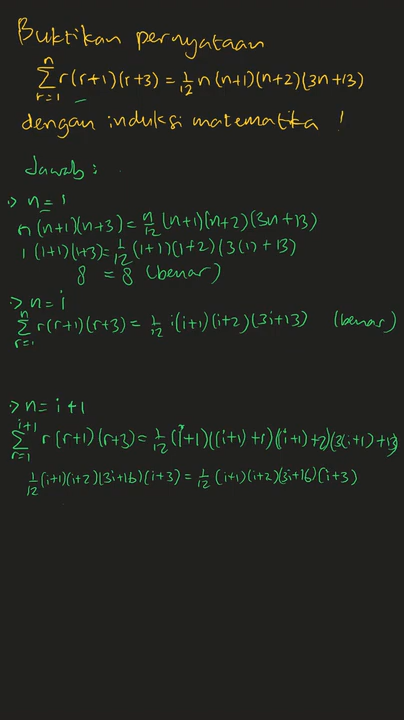 Buktikan pernyataan
n
∑ r(r+1)(r+3) = 1/12 n(n+1)(n+2)(3n+13)
r=1
dengan induksi matematika !
Jawab :
:> n = 1
n(n+1)(n+3) = n/12 (n+1)(n+2)(3n+13)
1(1+1)(1+3) = 1/12 (1+1)(1+2)(3(1)+13)
8 = 8 (benar)
:> n = i
n
∑ r(r+1)(r+3) = 1/12 i(i+1)(i+2)(3i+13) (benar)
r=1
:> n = i+1
i+1
∑ r(r+1)(r+3) = 1/12 (i+1)((i+1)+1)((i+1)+2)(3(i+1)+13)
r=1
1/12 (i+1)(i+2)(3i+16)(i+3) = 1/12 (i+1)(i+2)(3i+16)(i+3)